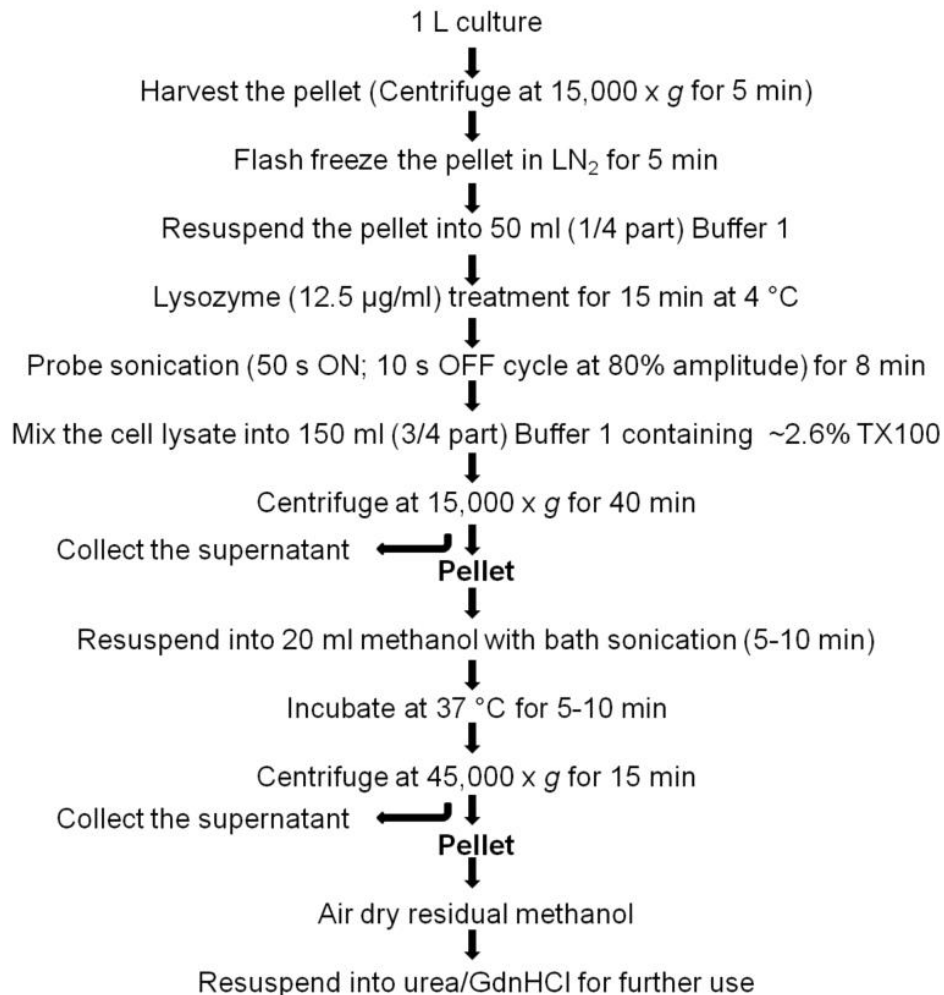 1 L culture
Harvest the pellet (Centrifuge at 15,000 x g for 5 min)
Flash freeze the pellet in LN₂ for 5 min
Resuspend the pellet into 50 ml (1/4 part) Buffer 1
Lysozyme (12.5 µg/ml) treatment for 15 min at 4 °C
Probe sonication (50 s ON; 10 s OFF cycle at 80% amplitude) for 8 min
Mix the cell lysate into 150 ml (3/4 part) Buffer 1 containing ~2.6% TX100
Centrifuge at 15,000 x g for 40 min
Collect the supernatant
Pellet
Resuspend into 20 ml methanol with bath sonication (5-10 min)
Incubate at 37 °C for 5-10 min
Centrifuge at 45,000 x g for 15 min
Collect the supernatant
Pellet
Air dry residual methanol
Resuspend into urea/GdnHCl for further use